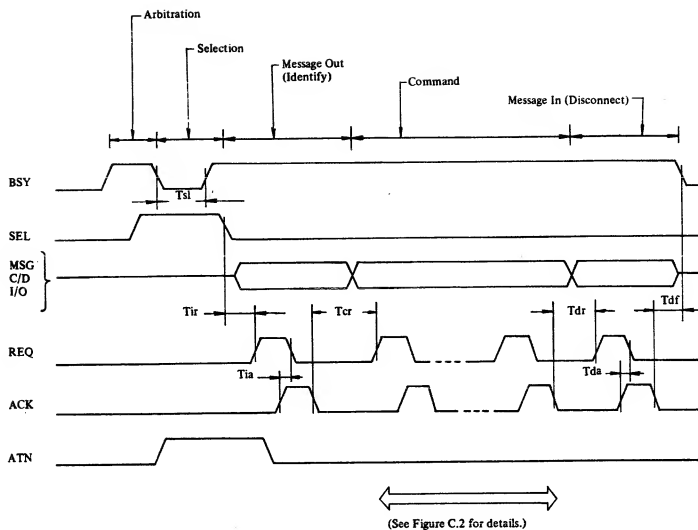 Arbitration
Selection
Message Out
(Identify)
Command
Message In (Disconnect)
BSY
Tsl
SEL
MSG
C/D
I/O
Tir
Tcr
Tdr
Tdf
REQ
Tia
Tda
ACK
ATN
(See Figure C.2 for details.)